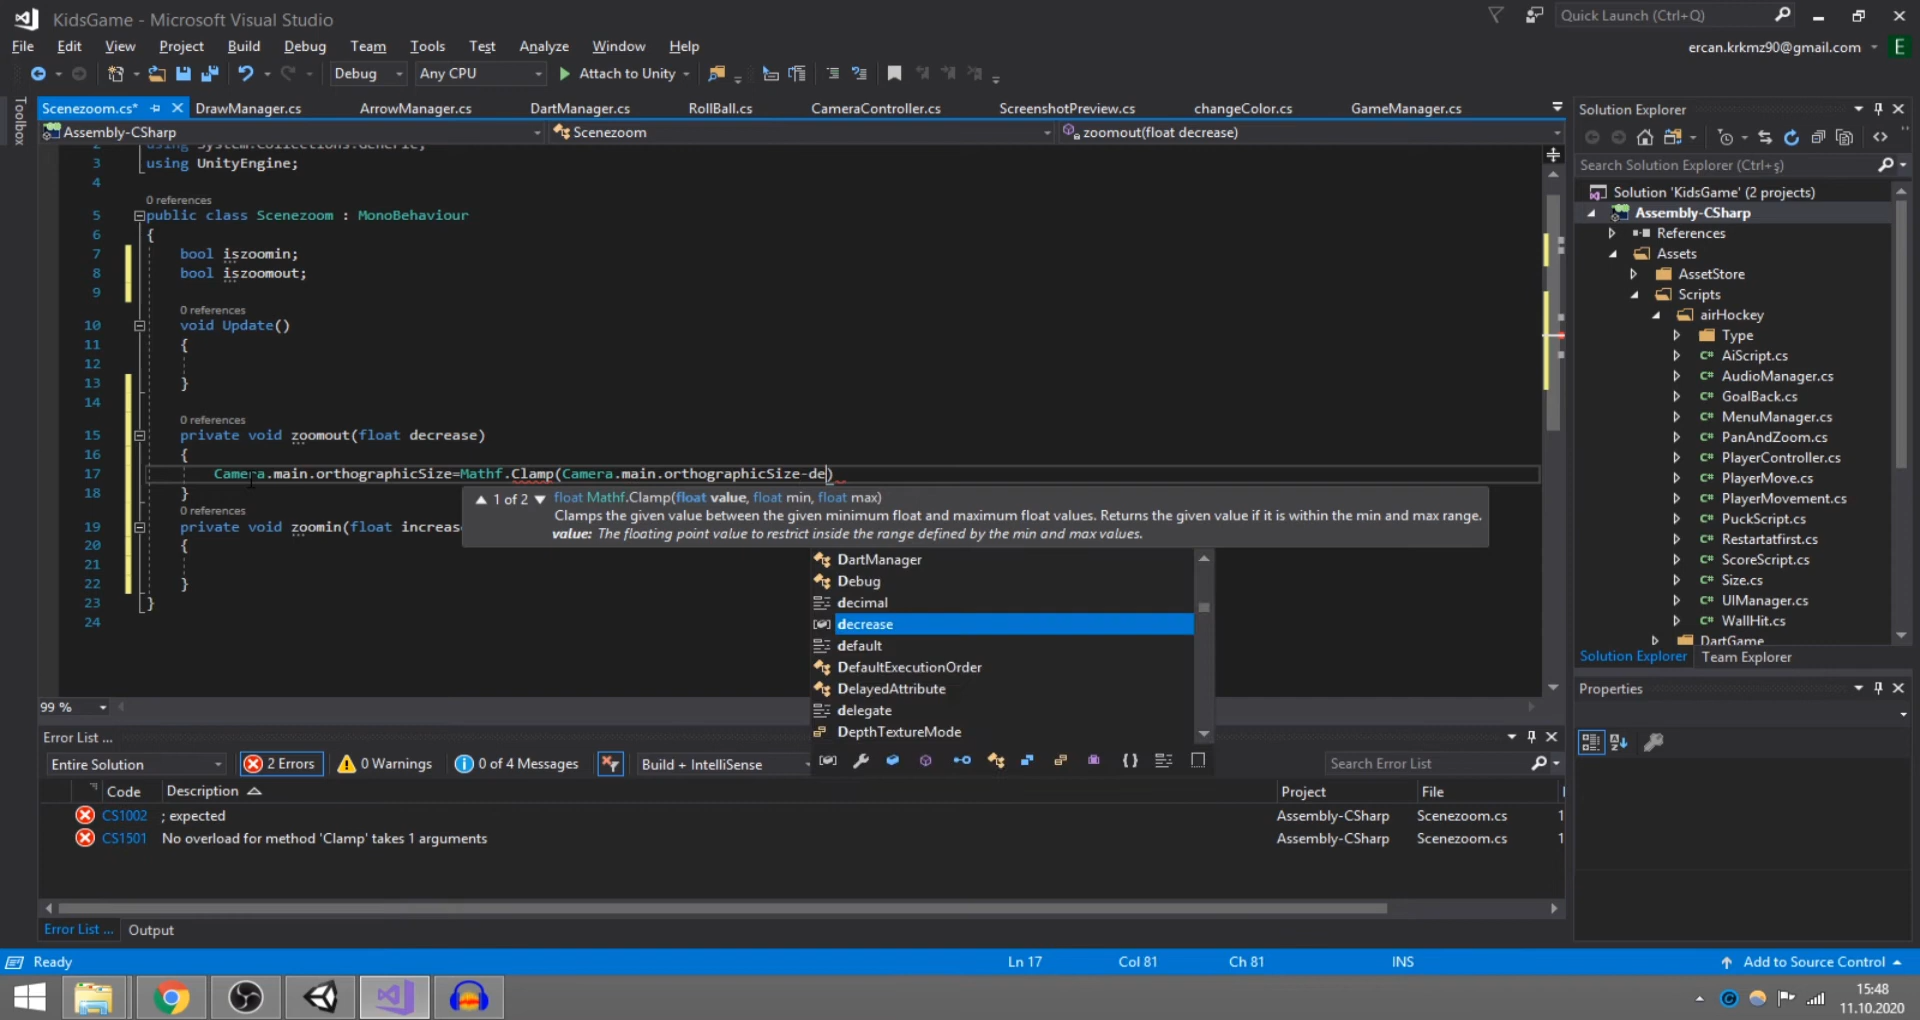 KidsGame - Microsoft Visual Studio
Quick Launch (Ctrl+Q)
File Edit View Project Build Debug Team Tools Test Analyze Window Help
ercan.krkmz90@gmail.com E
Debug Any CPU Attach to Unity
Toolbox
Scenezoom.cs* DrawManager.cs ArrowManager.cs DartManager.cs RollBall.cs CameraController.cs ScreenshotPreview.cs changeColor.cs GameManager.cs
Assembly-CSharp Scenezoom zoomout(float decrease)
2 using System.Collections.Generic;
3 using UnityEngine;
4
0 references
5 public class Scenezoom : MonoBehaviour
6 {
7 bool iszoomin;
8 bool iszoomout;
9
0 references
10 void Update()
11 {
12
13 }
14
0 references
15 private void zoomout(float decrease)
16 {
17 Camera.main.orthographicSize=Mathf.Clamp(Camera.main.orthographicSize-de)
18 }
0 references
19 private void zoomin(float increase
20 {
21
22 }
23 }
24
1 of 2 float Mathf.Clamp(float value, float min, float max)
Clamps the given value between the given minimum float and maximum float values. Returns the given value if it is within the min and max range.
value: The floating point value to restrict inside the range defined by the min and max values.
DartManager
Debug
decimal
decrease
default
DefaultExecutionOrder
DelayedAttribute
delegate
DepthTextureMode
99 %
Error List ...
Entire Solution 2 Errors 0 Warnings 0 of 4 Messages Build + IntelliSense Search Error List
Code Description Project File
CS1002 ; expected Assembly-CSharp Scenezoom.cs 1
CS1501 No overload for method 'Clamp' takes 1 arguments Assembly-CSharp Scenezoom.cs 1
Error List ... Output
Solution Explorer
Search Solution Explorer (Ctrl+ş)
Solution 'KidsGame' (2 projects)
Assembly-CSharp
References
Assets
AssetStore
Scripts
airHockey
Type
C# AiScript.cs
C# AudioManager.cs
C# GoalBack.cs
C# MenuManager.cs
C# PanAndZoom.cs
C# PlayerController.cs
C# PlayerMove.cs
C# PlayerMovement.cs
C# PuckScript.cs
C# Restartatfirst.cs
C# ScoreScript.cs
C# Size.cs
C# UIManager.cs
C# WallHit.cs
DartGame
Solution Explorer Team Explorer
Properties
Ready Ln 17 Col 81 Ch 81 INS Add to Source Control
15:48
11.10.2020